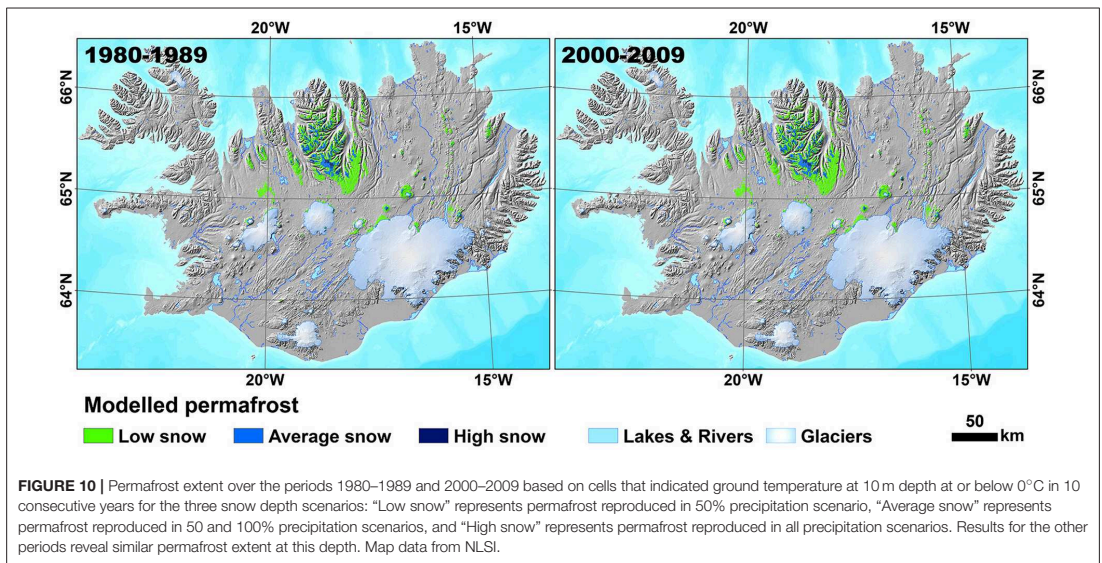 20°W 15°W 20°W 15°W
1980-1989 2000-2009
66°N 66°N
65°N 65°N
64°N 64°N
20°W 15°W 20°W 15°W
Modelled permafrost
Low snow Average snow High snow Lakes & Rivers Glaciers
50
km
FIGURE 10 | Permafrost extent over the periods 1980–1989 and 2000–2009 based on cells that indicated ground temperature at 10 m depth at or below 0°C in 10
consecutive years for the three snow depth scenarios: “Low snow” represents permafrost reproduced in 50% precipitation scenario, “Average snow” represents
permafrost reproduced in 50 and 100% precipitation scenarios, and “High snow” represents permafrost reproduced in all precipitation scenarios. Results for the other
periods reveal similar permafrost extent at this depth. Map data from NLSI.